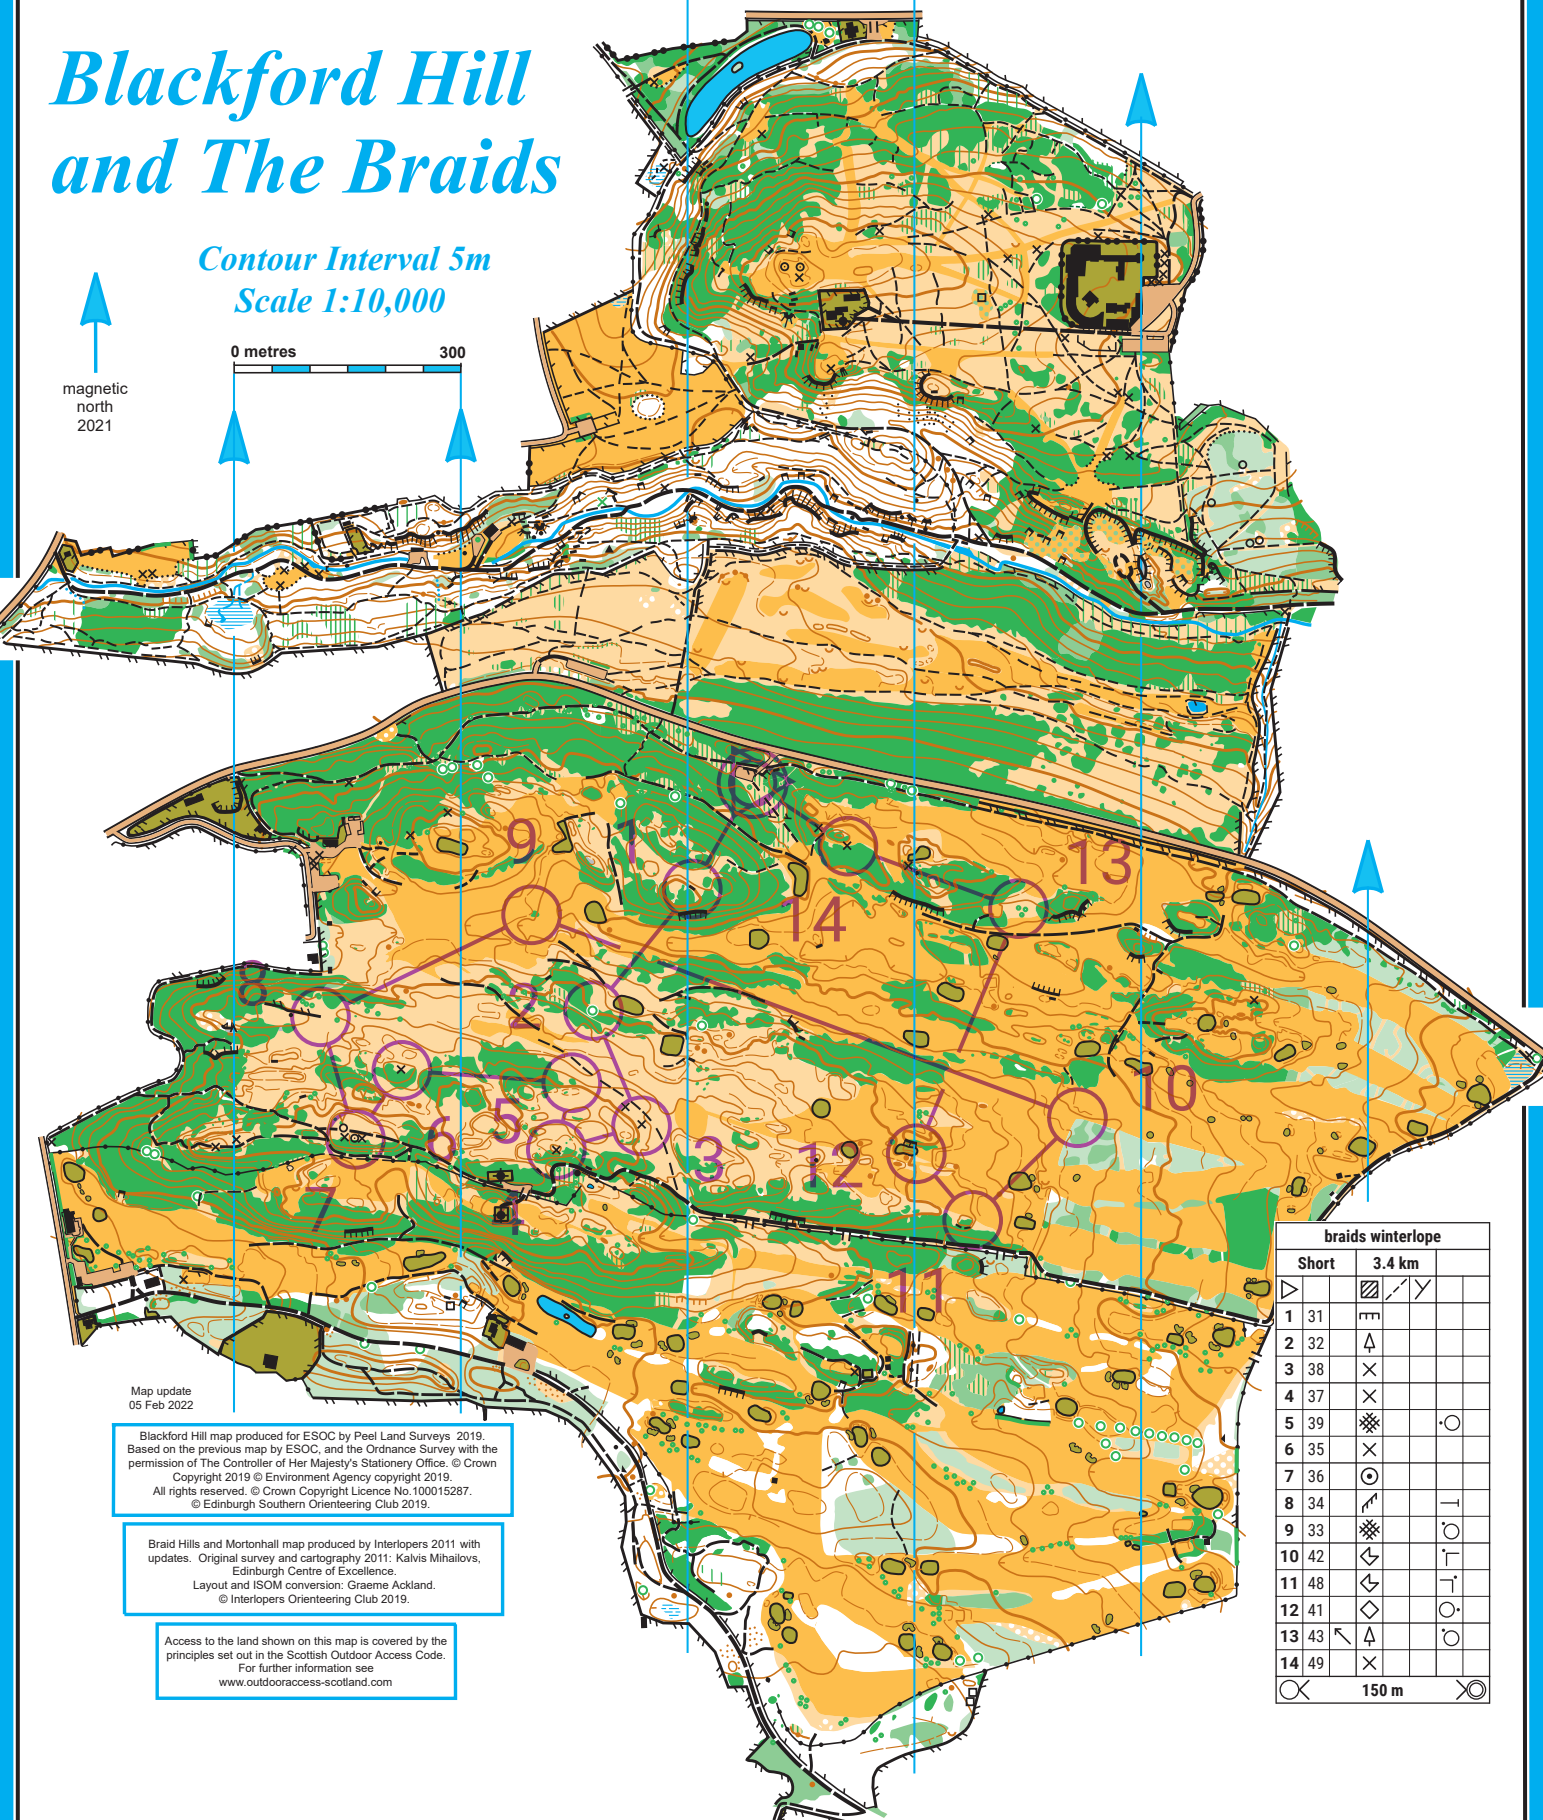 Blackford Hill
and The Braids
Contour Interval 5m
Scale 1:10,000
0 metres 300
magnetic
north
2021
9
1
13
14
8
2
10
5
6
3
12
4
7
11
braids winterlope
Short 3.4 km
1 31
2 32
3 38
4 37
5 39
6 35
7 36
8 34
9 33
10 42
11 48
12 41
13 43
14 49
150 m
Map update
05 Feb 2022
Blackford Hill map produced for ESOC by Peel Land Surveys 2019.
Based on the previous map by ESOC, and the Ordnance Survey with the
permission of The Controller of Her Majesty's Stationery Office. © Crown
Copyright 2019 © Environment Agency copyright 2019.
All rights reserved. © Crown Copyright Licence No.100015287.
© Edinburgh Southern Orienteering Club 2019.
Braid Hills and Mortonhall map produced by Interlopers 2011 with
updates. Original survey and cartography 2011: Kalvis Mihailovs,
Edinburgh Centre of Excellence.
Layout and ISOM conversion: Graeme Ackland.
© Interlopers Orienteering Club 2019.
Access to the land shown on this map is covered by the
principles set out in the Scottish Outdoor Access Code.
For further information see
www.outdooraccess-scotland.com